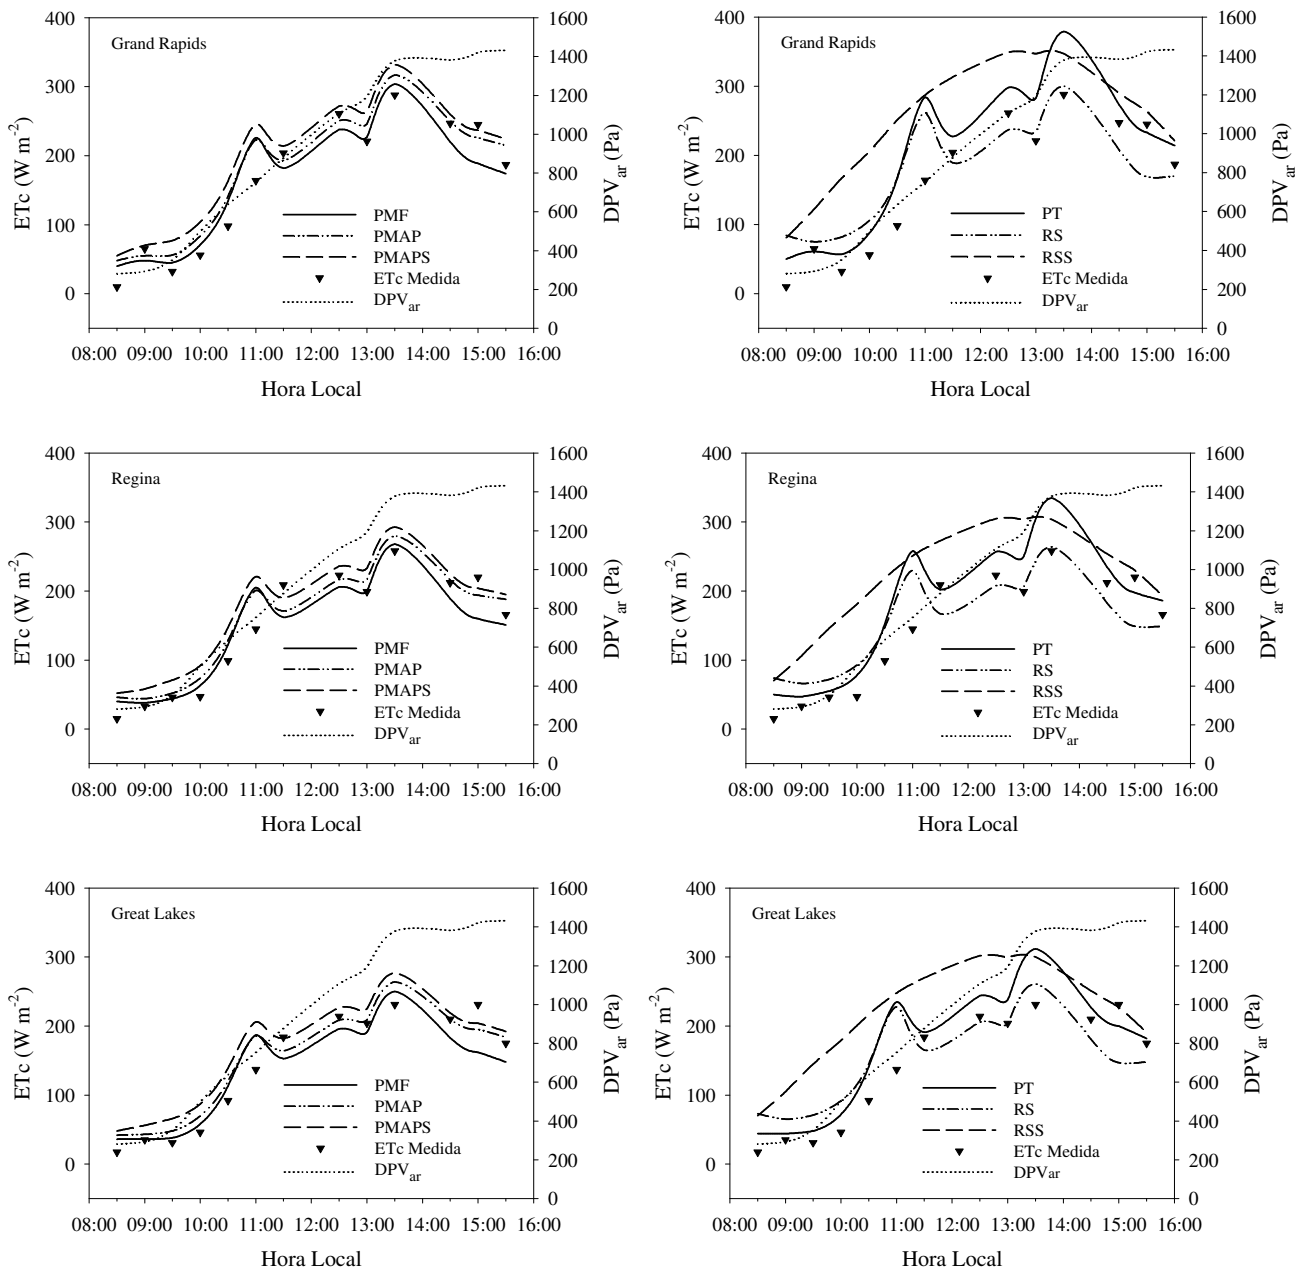 Grand Rapids
ETc (W m-2)
400
300
200
100
0
PMF
PMAP
PMAPS
ETc Medida
DPVar
1600
1400
1200
1000
800
600
400
200
0
DPVar (Pa)
08:00 09:00 10:00 11:00 12:00 13:00 14:00 15:00 16:00
Hora Local
Grand Rapids
ETc (W m-2)
400
300
200
100
0
PT
RS
RSS
ETc Medida
DPVar
1600
1400
1200
1000
800
600
400
200
0
DPVar (Pa)
08:00 09:00 10:00 11:00 12:00 13:00 14:00 15:00 16:00
Hora Local
Regina
ETc (W m-2)
400
300
200
100
0
PMF
PMAP
PMAPS
ETc Medida
DPVar
1600
1400
1200
1000
800
600
400
200
0
DPVar (Pa)
08:00 09:00 10:00 11:00 12:00 13:00 14:00 15:00 16:00
Hora Local
Regina
ETc (W m-2)
400
300
200
100
0
PT
RS
RSS
ETc Medida
DPVar
1600
1400
1200
1000
800
600
400
200
0
DPVar (Pa)
08:00 09:00 10:00 11:00 12:00 13:00 14:00 15:00 16:00
Hora Local
Great Lakes
ETc (W m-2)
400
300
200
100
0
PMF
PMAP
PMAPS
ETc Medida
DPVar
1600
1400
1200
1000
800
600
400
200
0
DPVar (Pa)
08:00 09:00 10:00 11:00 12:00 13:00 14:00 15:00 16:00
Hora Local
Great Lakes
ETc (W m-2)
400
300
200
100
0
PT
RS
RSS
ETc Medida
DPVar
1600
1400
1200
1000
800
600
400
200
0
DPVar (Pa)
08:00 09:00 10:00 11:00 12:00 13:00 14:00 15:00 16:00
Hora Local